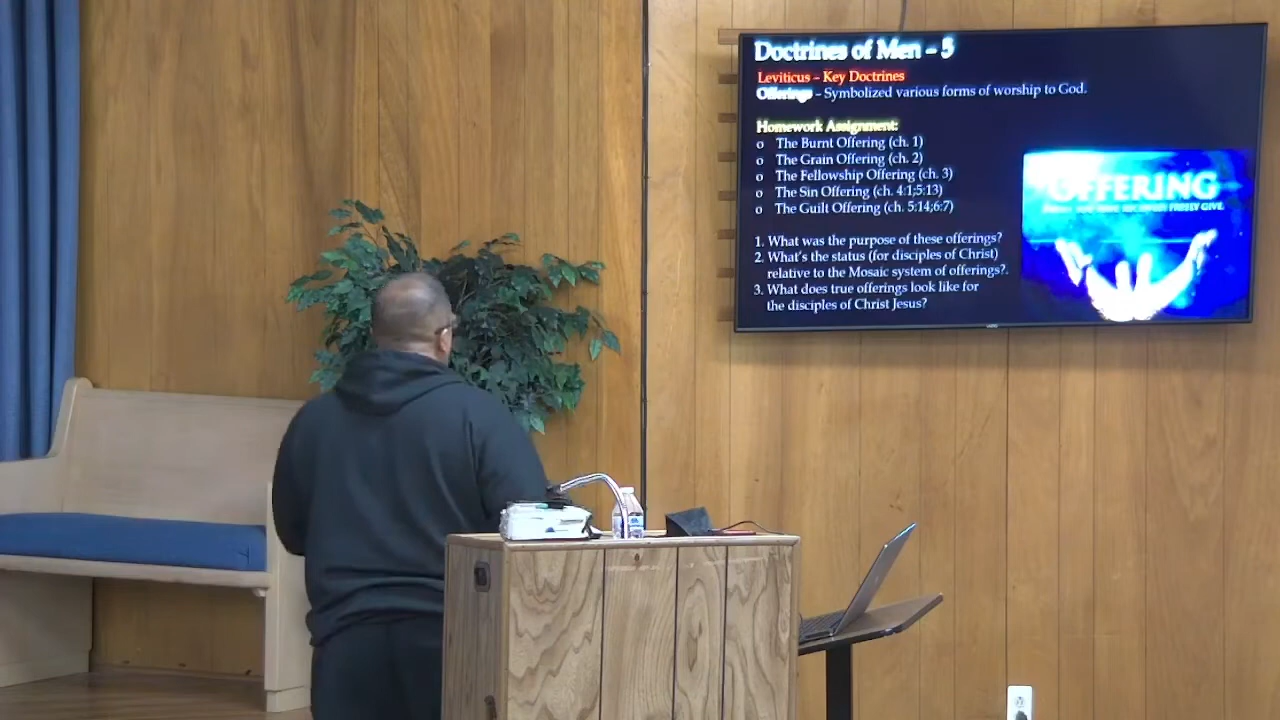 Doctrines of Men – 5
Leviticus – Key Doctrines
Offerings – Symbolized various forms of worship to God.
Homework Assignment:
o The Burnt Offering (ch. 1)
o The Grain Offering (ch. 2)
o The Fellowship Offering (ch. 3)
o The Sin Offering (ch. 4:1;5:13)
o The Guilt Offering (ch. 5:14;6:7)
1. What was the purpose of these offerings?
2. What's the status (for disciples of Christ)
relative to the Mosaic system of offerings?.
3. What does true offerings look like for
the disciples of Christ Jesus?
OFFERING
FREELY GIVE.